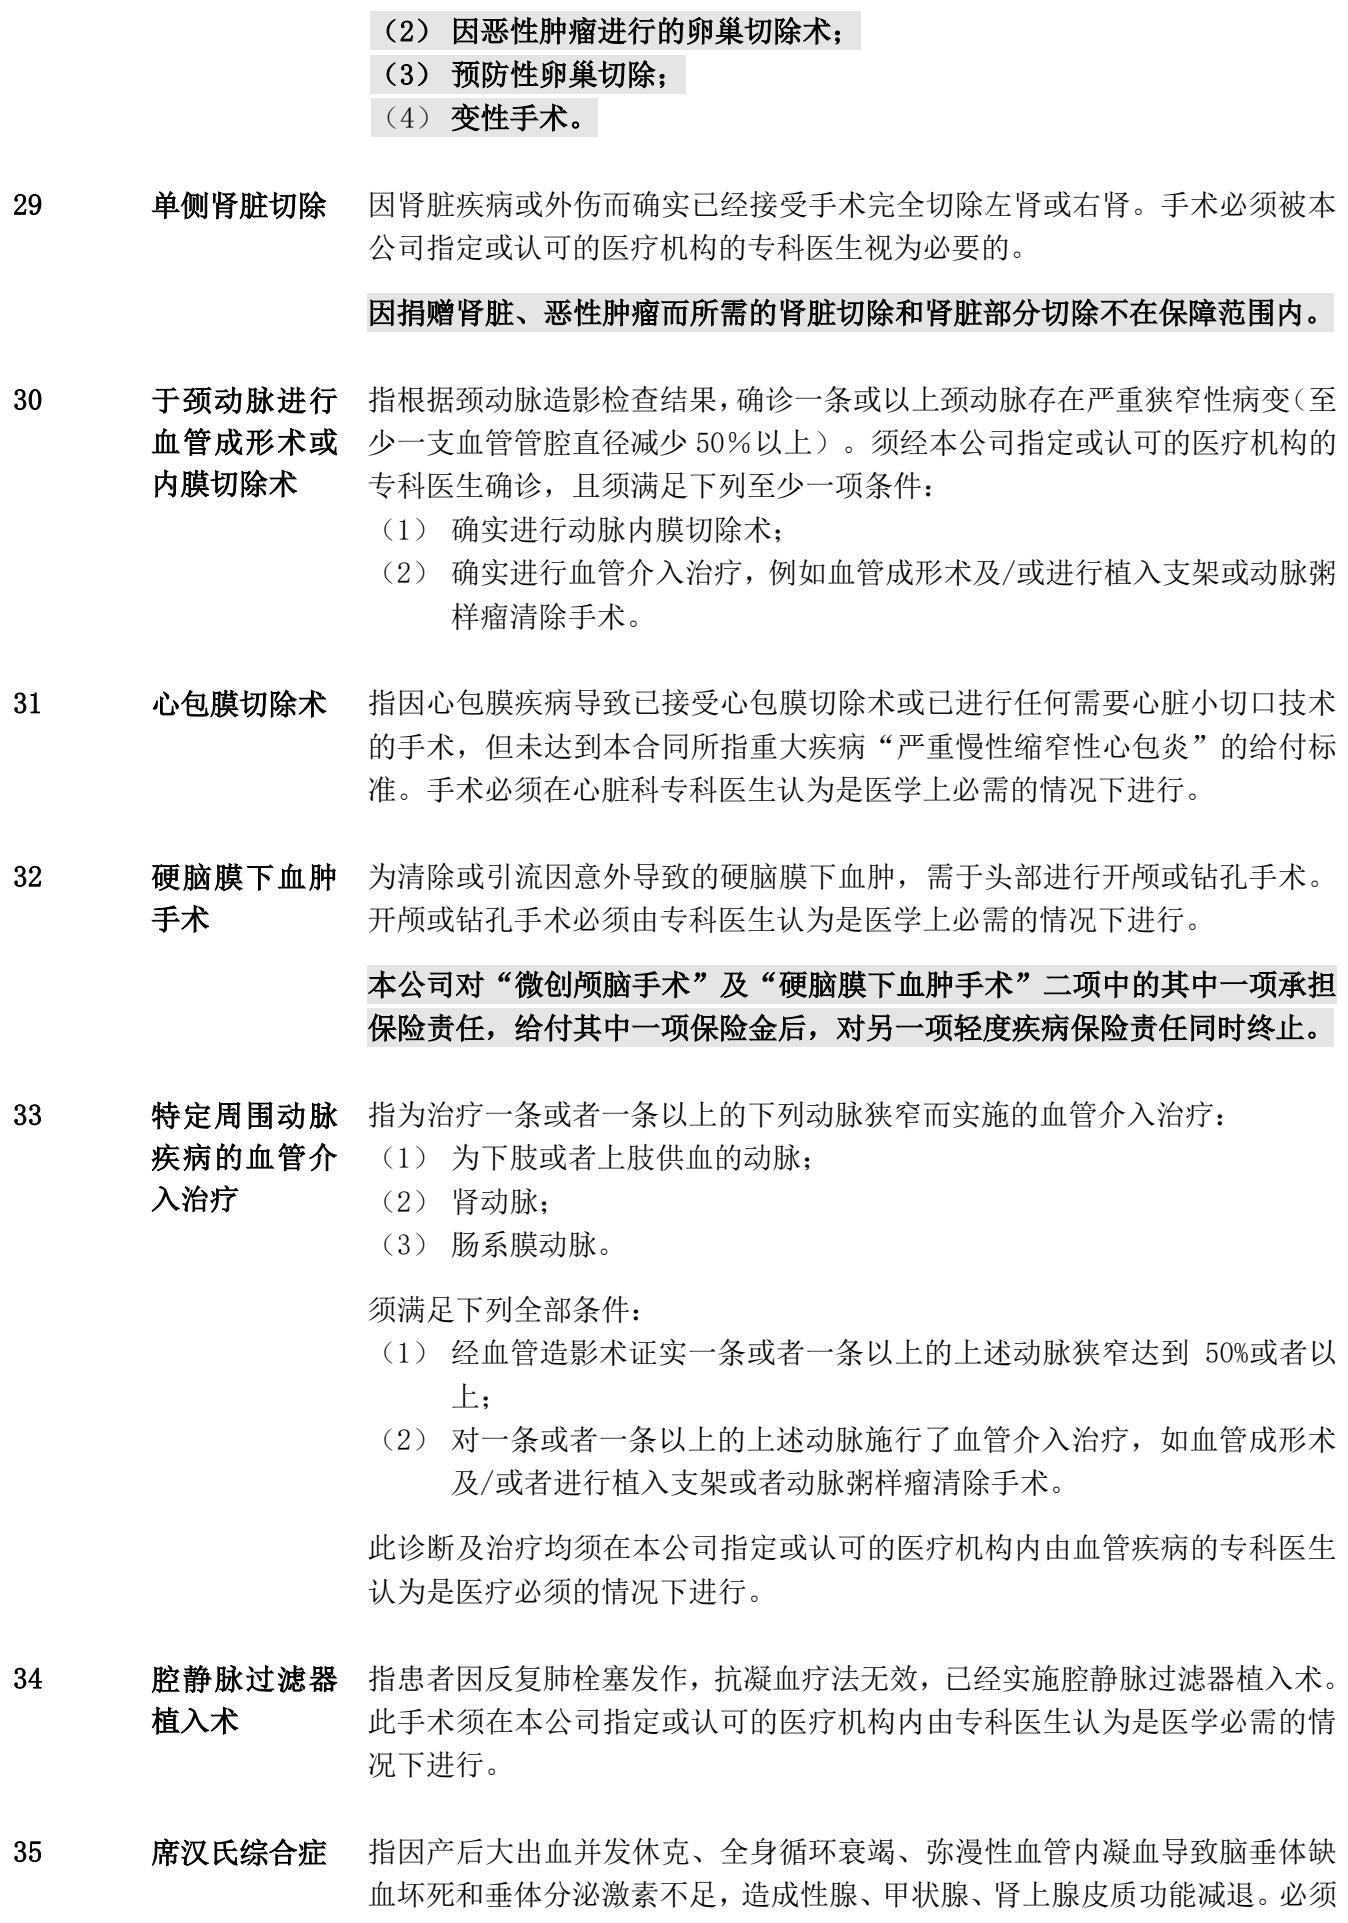 （2） 因恶性肿瘤进行的卵巢切除术；
（3） 预防性卵巢切除；
（4） 变性手术。
29 单侧肾脏切除 因肾脏疾病或外伤而确实已经接受手术完全切除左肾或右肾。手术必须被本
公司指定或认可的医疗机构的专科医生视为必要的。
因捐赠肾脏、恶性肿瘤而所需的肾脏切除和肾脏部分切除不在保障范围内。
30 于颈动脉进行 指根据颈动脉造影检查结果，确诊一条或以上颈动脉存在严重狭窄性病变（至
血管成形术或 少一支血管管腔直径减少 50％以上）。须经本公司指定或认可的医疗机构的
内膜切除术 专科医生确诊，且须满足下列至少一项条件：
（1） 确实进行动脉内膜切除术；
（2） 确实进行血管介入治疗，例如血管成形术及/或进行植入支架或动脉粥
样瘤清除手术。
31 心包膜切除术 指因心包膜疾病导致已接受心包膜切除术或已进行任何需要心脏小切口技术
的手术，但未达到本合同所指重大疾病“严重慢性缩窄性心包炎”的给付标
准。手术必须在心脏科专科医生认为是医学上必需的情况下进行。
32 硬脑膜下血肿 为清除或引流因意外导致的硬脑膜下血肿，需于头部进行开颅或钻孔手术。
手术 开颅或钻孔手术必须由专科医生认为是医学上必需的情况下进行。
本公司对“微创颅脑手术”及“硬脑膜下血肿手术”二项中的其中一项承担
保险责任，给付其中一项保险金后，对另一项轻度疾病保险责任同时终止。
33 特定周围动脉 指为治疗一条或者一条以上的下列动脉狭窄而实施的血管介入治疗：
疾病的血管介 （1） 为下肢或者上肢供血的动脉；
入治疗 （2） 肾动脉；
（3） 肠系膜动脉。
须满足下列全部条件：
（1） 经血管造影术证实一条或者一条以上的上述动脉狭窄达到 50%或者以
上；
（2） 对一条或者一条以上的上述动脉施行了血管介入治疗，如血管成形术
及/或者进行植入支架或者动脉粥样瘤清除手术。
此诊断及治疗均须在本公司指定或认可的医疗机构内由血管疾病的专科医生
认为是医疗必须的情况下进行。
34 腔静脉过滤器 指患者因反复肺栓塞发作，抗凝血疗法无效，已经实施腔静脉过滤器植入术。
植入术 此手术须在本公司指定或认可的医疗机构内由专科医生认为是医学必需的情
况下进行。
35 席汉氏综合症 指因产后大出血并发休克、全身循环衰竭、弥漫性血管内凝血导致脑垂体缺
血坏死和垂体分泌激素不足，造成性腺、甲状腺、肾上腺皮质功能减退。必须